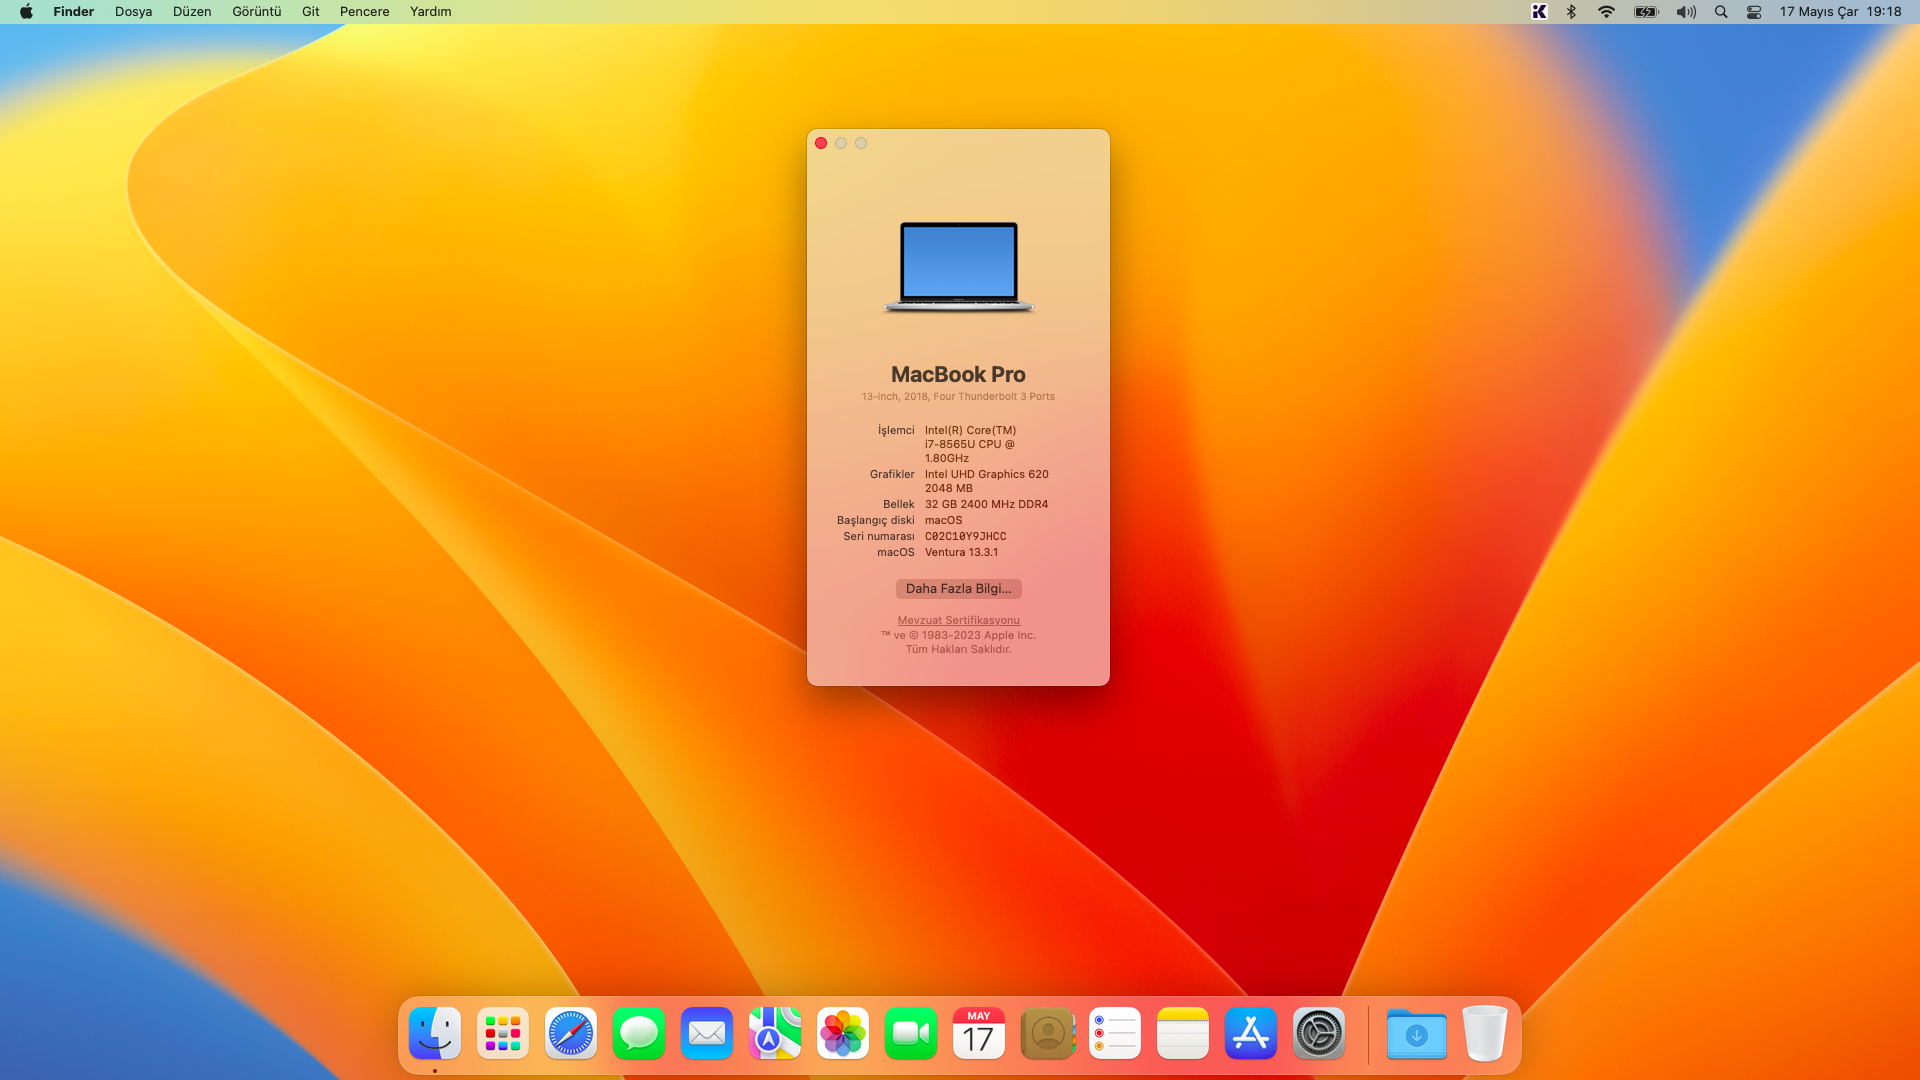 Finder Dosya Düzen Görüntü Git Pencere Yardım
17 Mayıs Çar 19:18
MacBook Pro
13-inch, 2018, Four Thunderbolt 3 Ports
İşlemci Intel(R) Core(TM)
i7-8565U CPU @
1.80GHz
Grafikler Intel UHD Graphics 620
2048 MB
Bellek 32 GB 2400 MHz DDR4
Başlangıç diski macOS
Seri numarası C02C10Y9JHCC
macOS Ventura 13.3.1
Daha Fazla Bilgi...
Mevzuat Sertifikasyonu
™ ve © 1983-2023 Apple Inc.
Tüm Hakları Saklıdır.
MAY
17